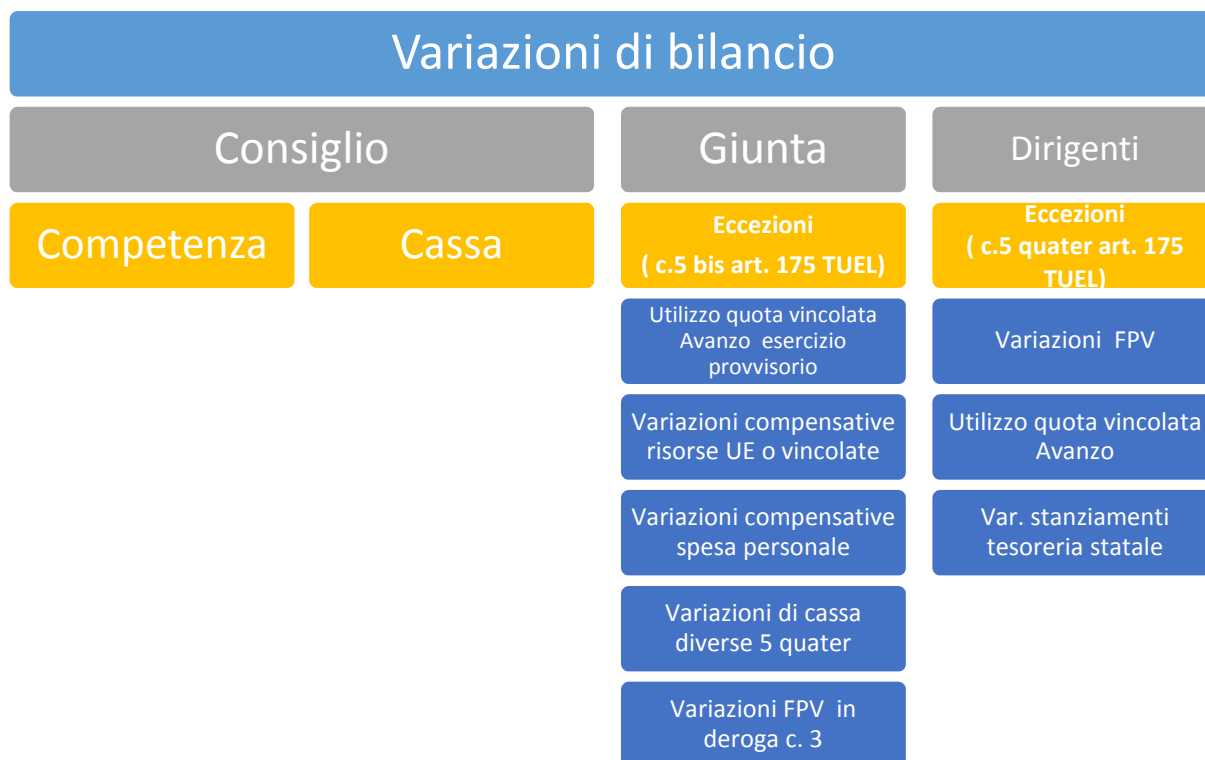 Variazioni di bilancio
Consiglio
Giunta
Dirigenti
Competenza
Cassa
Eccezioni
( c.5 bis art. 175 TUEL)
Eccezioni
( c.5 quater art. 175
TUEL)
Utilizzo quota vincolata
Avanzo esercizio
provvisorio
Variazioni FPV
Variazioni compensative
risorse UE o vincolate
Utilizzo quota vincolata
Avanzo
Variazioni compensative
spesa personale
Var. stanziamenti
tesoreria statale
Variazioni di cassa
diverse 5 quater
Variazioni FPV in
deroga c. 3